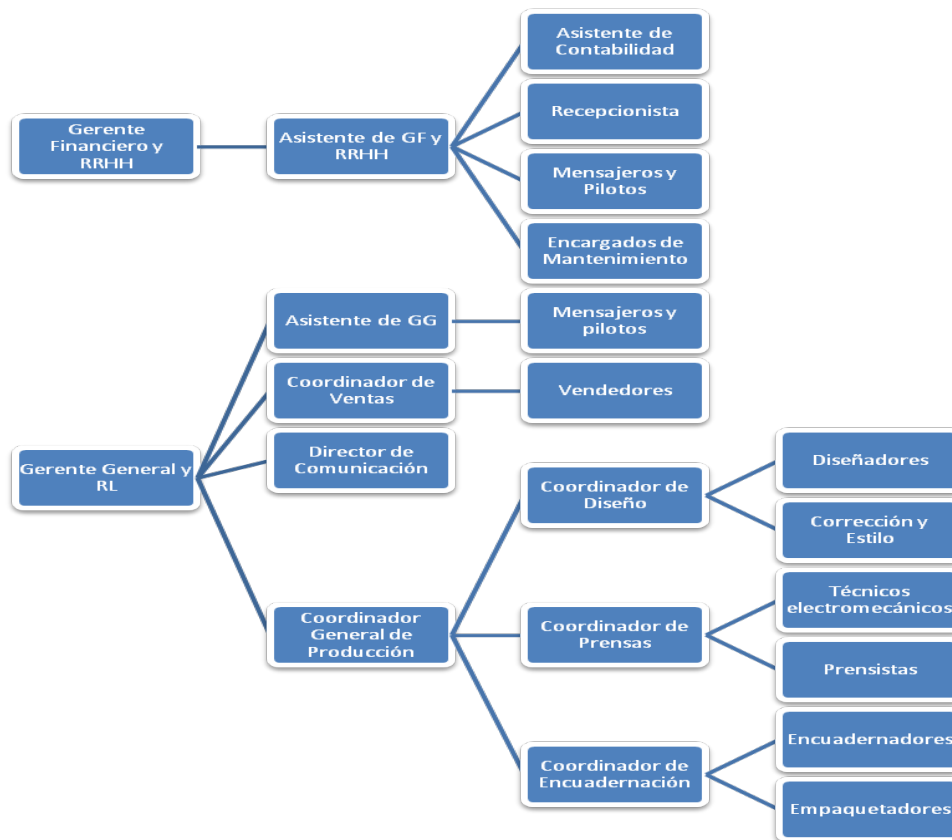 Gerente
Financiero y
RRHH
Asistente de GF y
RRHH
Asistente de
Contabilidad
Recepcionista
Mensajeros y
Pilotos
Encargados de
Mantenimiento
Gerente General y
RL
Asistente de GG
Mensajeros y
pilotos
Coordinador de
Ventas
Vendedores
Director de
Comunicación
Coordinador
General de
Producción
Coordinador de
Diseño
Diseñadores
Corrección y
Estilo
Coordinador de
Prensas
Técnicos
electromecánicos
Prensistas
Coordinador de
Encuadernación
Encuadernadores
Empaquetadores